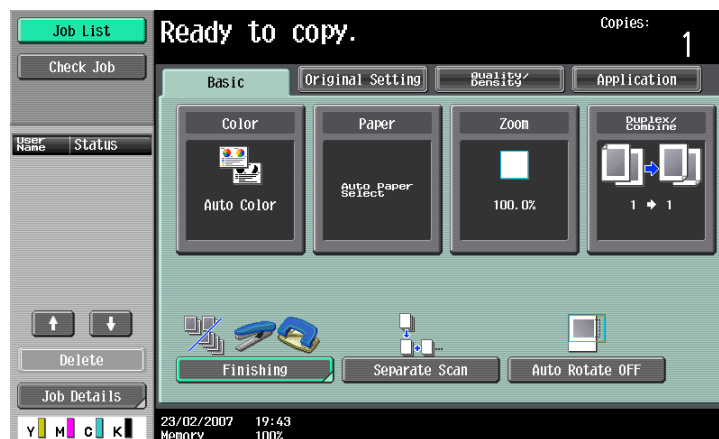 Job List
Check Job
User Name Status
Delete
Job Details
Y M C K
Ready to copy.
Copies:
1
Basic
Original Setting
Quality/
Density
Application
Color
Auto Color
Paper
Auto Paper
Select
Zoom
100.0%
Duplex/
Combine
1 → 1
Finishing
Separate Scan
Auto Rotate OFF
23/02/2007 19:43
Memory 100%